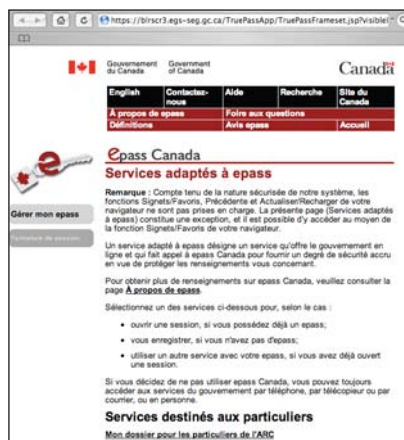 https://blrscr3.egs-seg.gc.ca/TruePassApp/TruePassFrameset.jsp?visiblel
Gouvernement du Canada
Government of Canada
Canada
English
Contactez-nous
Aide
Recherche
Site du Canada
À propos de epass
Foire aux questions
Définitions
Avis epass
Accueil
epass Canada
Gérer mon epass
Fermeture de session
Services adaptés à epass
Remarque : Compte tenu de la nature sécurisée de notre système, les
fonctions Signets/Favoris, Précédente et Actualiser/Recharger de votre
navigateur ne sont pas prises en charge. La présente page (Services adaptés
à epass) constitue une exception, et il est possible d'y accéder au moyen de
la fonction Signets/Favoris de votre navigateur.
Un service adapté à epass désigne un service qu'offre le gouvernement en
ligne et qui fait appel à epass Canada pour fournir un degré de sécurité accru
en vue de protéger les renseignements vous concernant.
Pour obtenir plus de renseignements sur epass Canada, veuillez consulter la
page À propos de epass.
Sélectionnez un des services ci-dessous pour, selon le cas :
• ouvrir une session, si vous possédez déjà un epass;
• vous enregistrer, si vous n'avez pas d'epass;
• utiliser un autre service avec votre epass, si vous avez déjà ouvert
une session.
Si vous décidez de ne pas utiliser epass Canada, vous pouvez toujours
accéder aux services du gouvernement par téléphone, par télécopieur ou par
courrier, ou en personne.
Services destinés aux particuliers
Mon dossier pour les particuliers de l'ARC